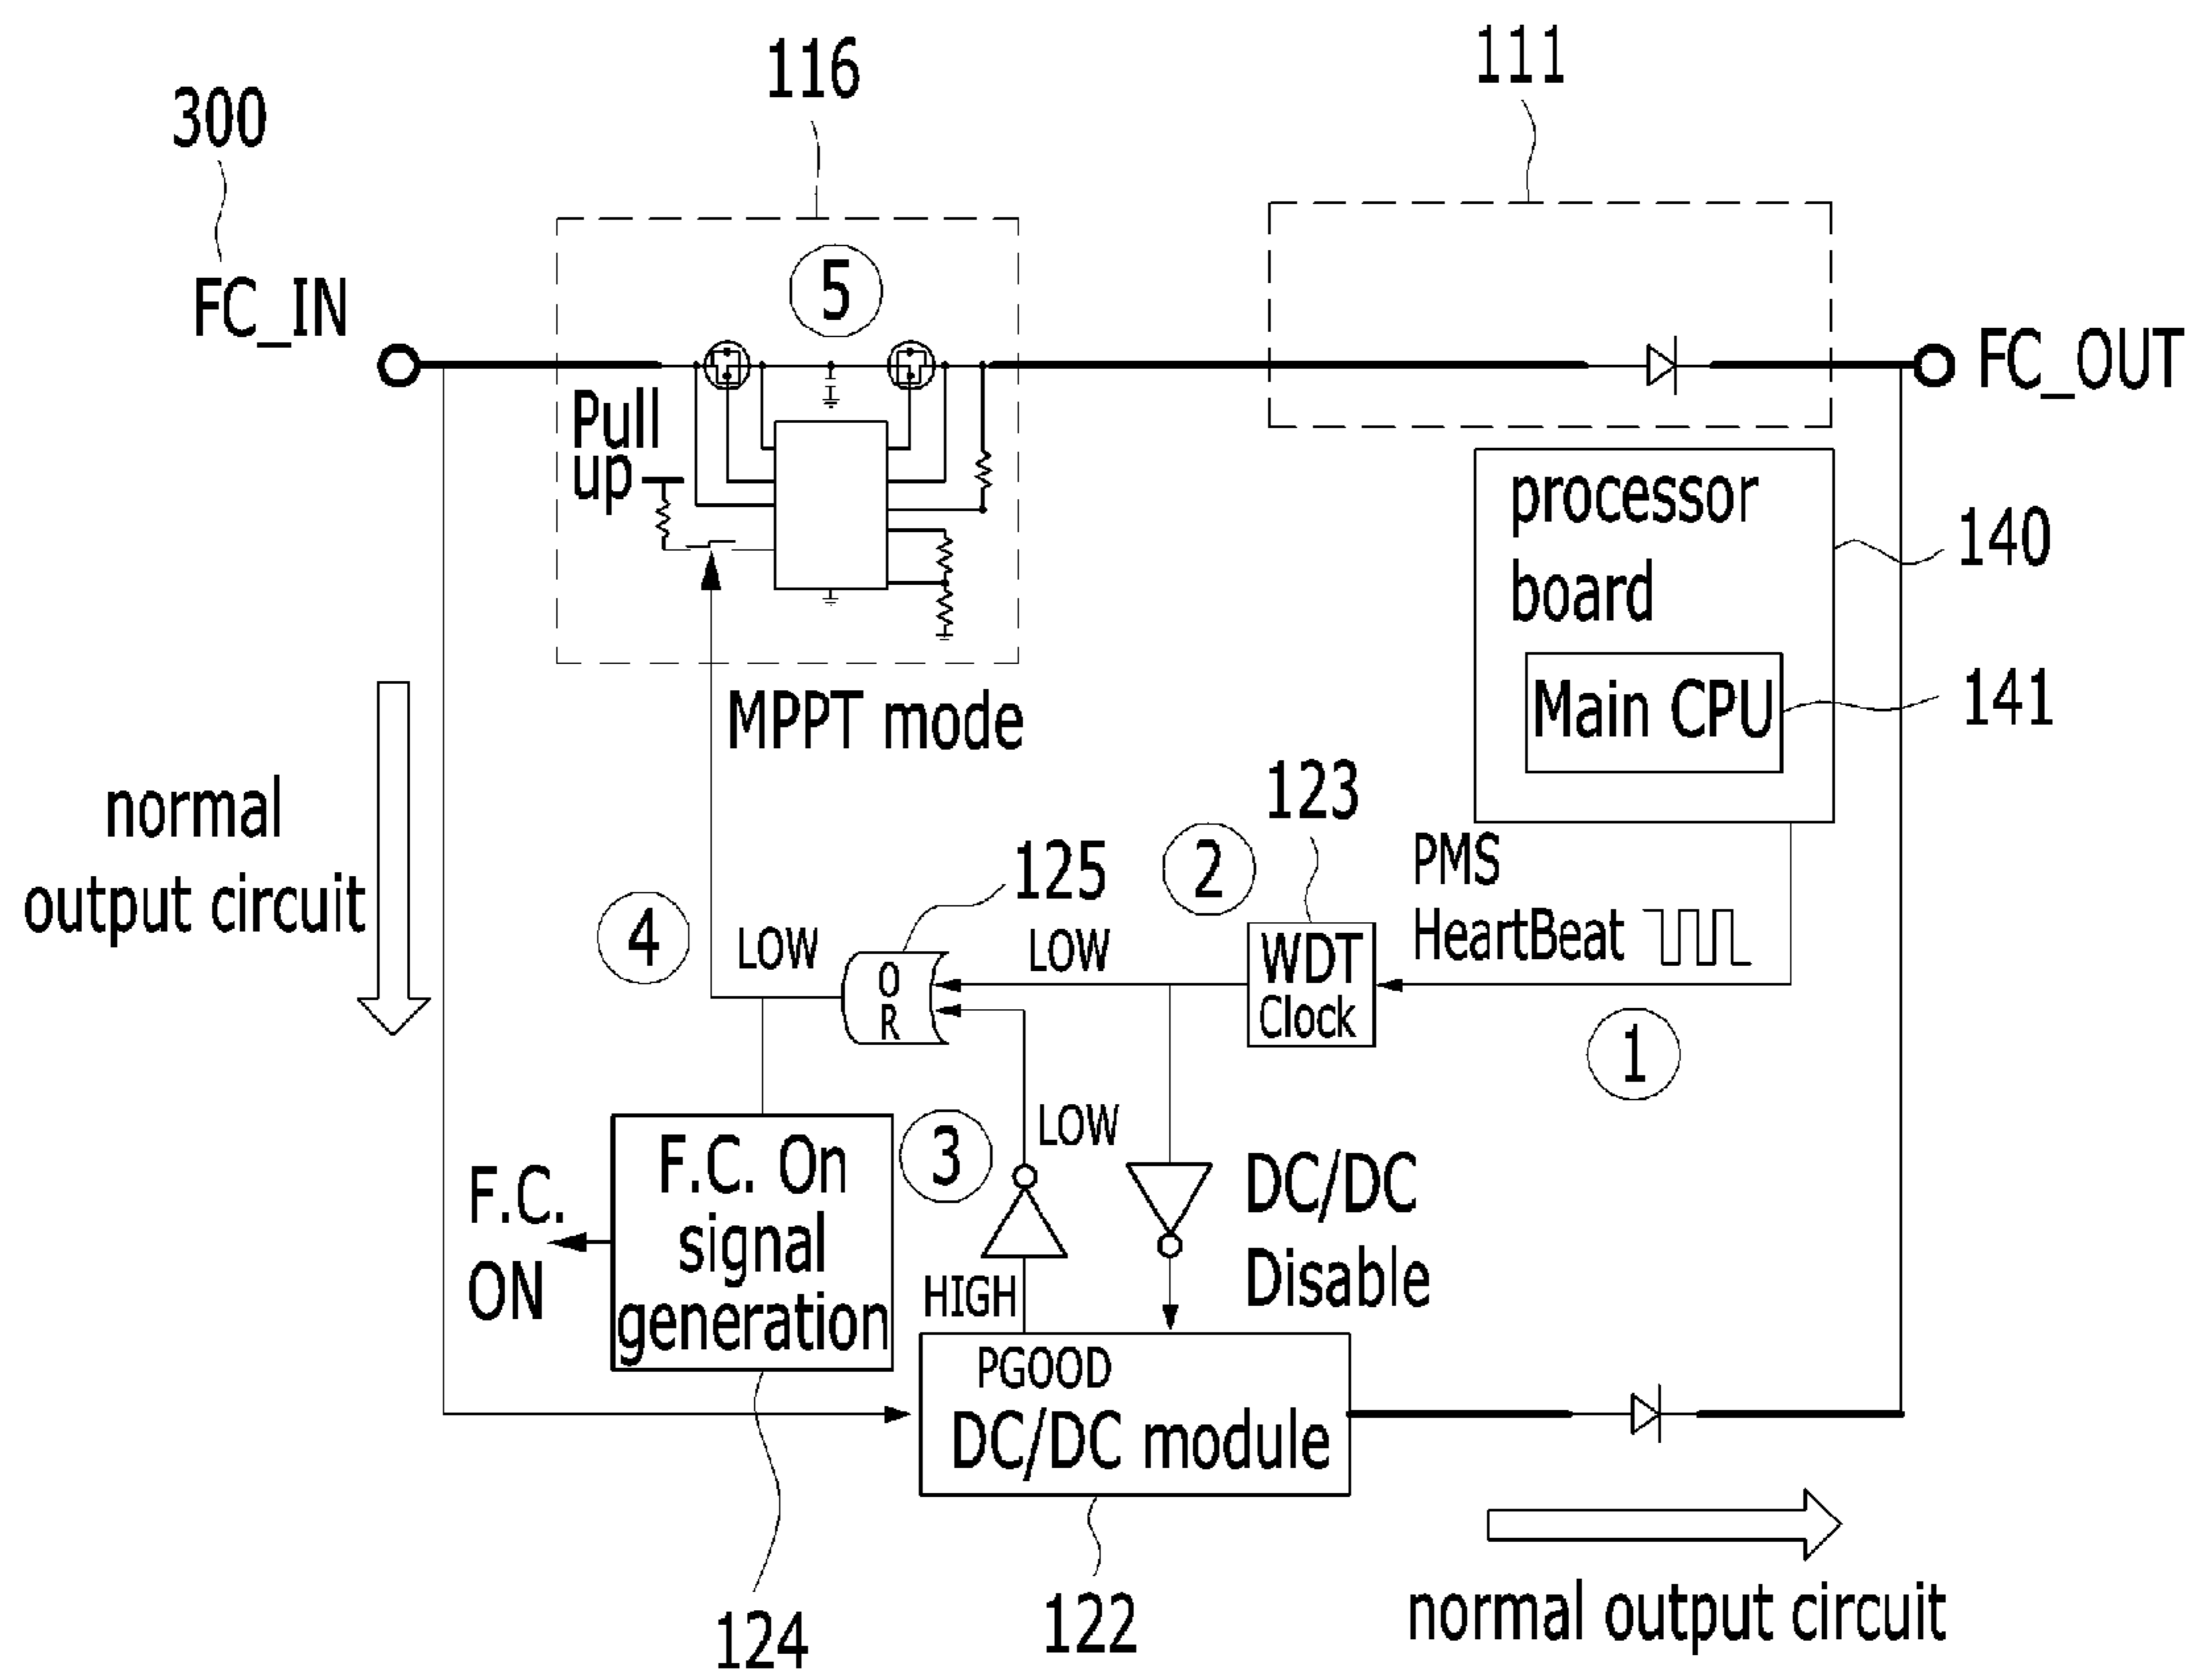 116
111
300
5
FC_IN
FC_OUT
Pull
up
processor
board
140
Main CPU
141
MPPT mode
normal
output circuit
123
2
125
PMS
HeartBeat
4
LOW
O
R
LOW
WDT
Clock
1
3
LOW
F.C. On
signal
generation
F.C.
ON
DC/DC
Disable
HIGH
PGOOD
DC/DC module
124
122
normal output circuit